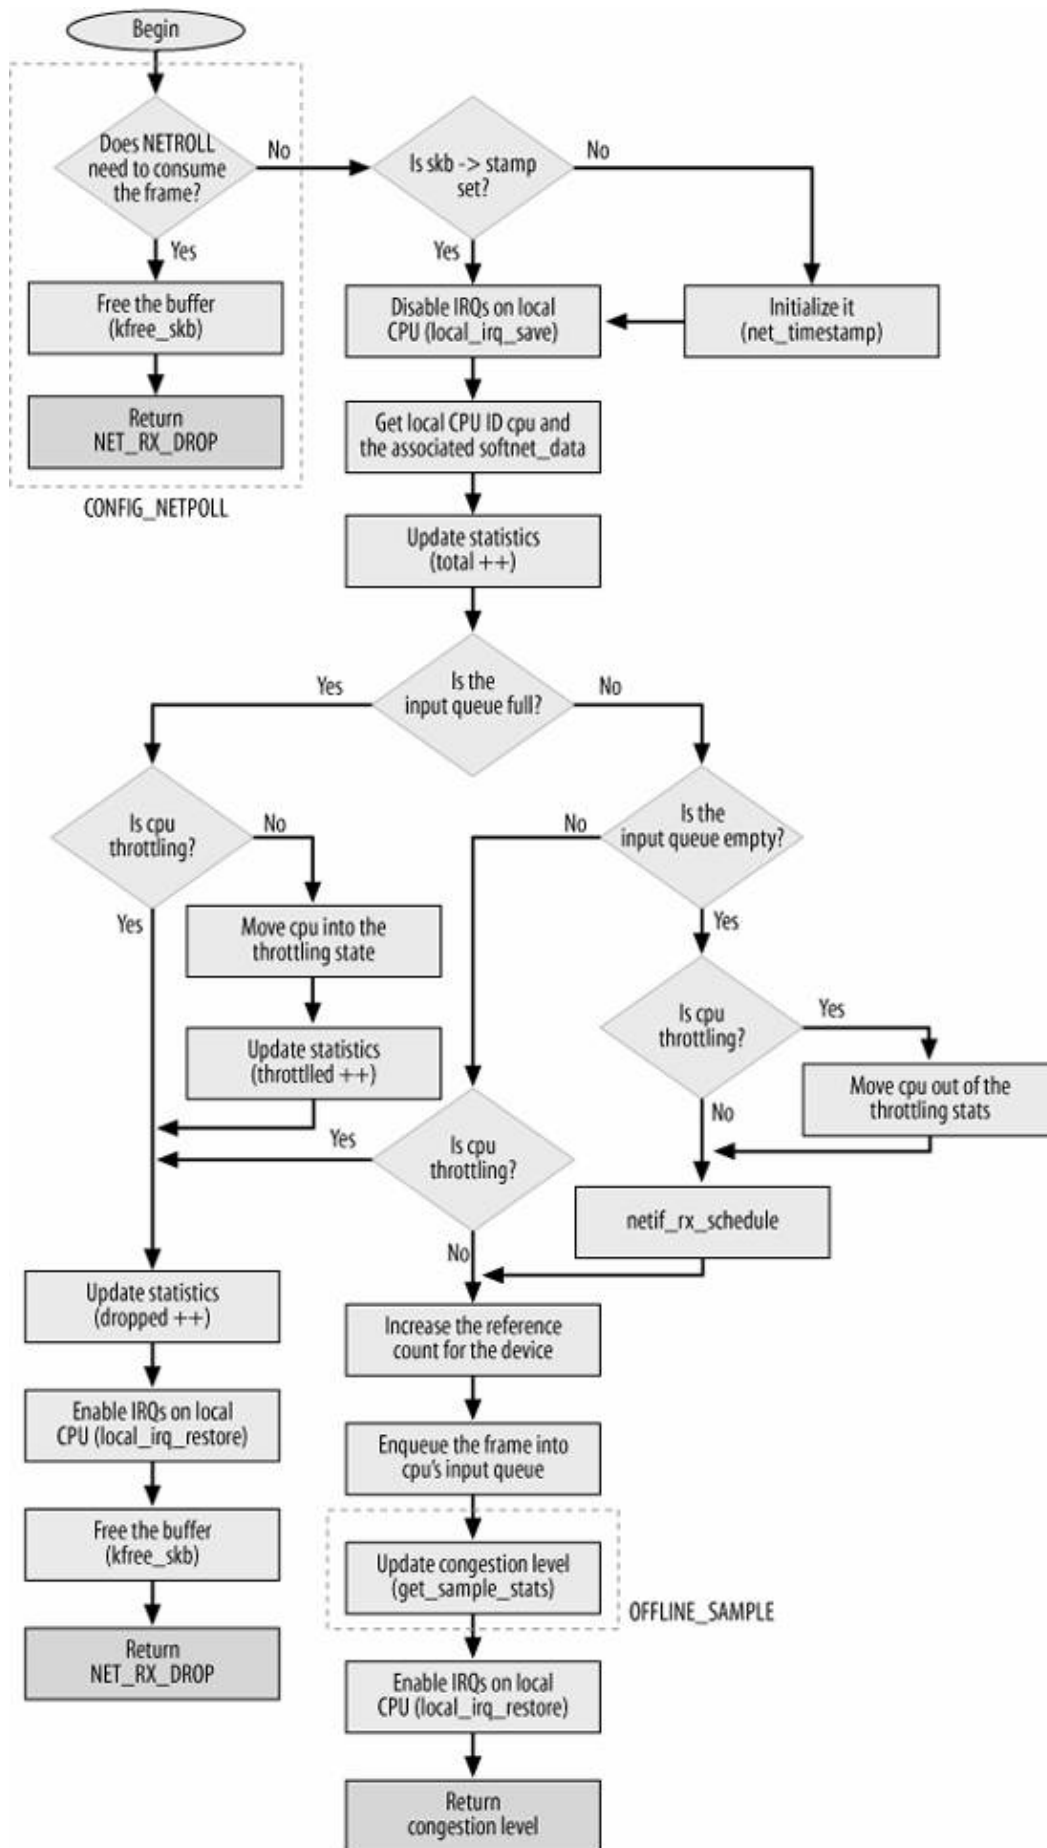 Begin
Does NETROLL
need to consume
the frame?
No
Is skb -> stamp
set?
No
Yes
Yes
Free the buffer
(kfree_skb)
Disable IRQs on local
CPU (local_irq_save)
Initialize it
(net_timestamp)
Return
NET_RX_DROP
Get local CPU ID cpu and
the associated softnet_data
CONFIG_NETPOLL
Update statistics
(total ++)
Is the
input queue full?
Yes
No
Is cpu
throttling?
No
Is the
input queue empty?
No
Yes
Move cpu into the
throttling state
Yes
Is cpu
throttling?
Yes
Update statistics
(throttlled ++)
Move cpu out of the
throttling stats
No
Yes
Is cpu
throttling?
netif_rx_schedule
No
Update statistics
(dropped ++)
Increase the reference
count for the device
Enable IRQs on local
CPU (local_irq_restore)
Enqueue the frame into
cpu's input queue
Free the buffer
(kfree_skb)
Update congestion level
(get_sample_stats)
OFFLINE_SAMPLE
Return
NET_RX_DROP
Enable IRQs on local
CPU (local_irq_restore)
Return
congestion level